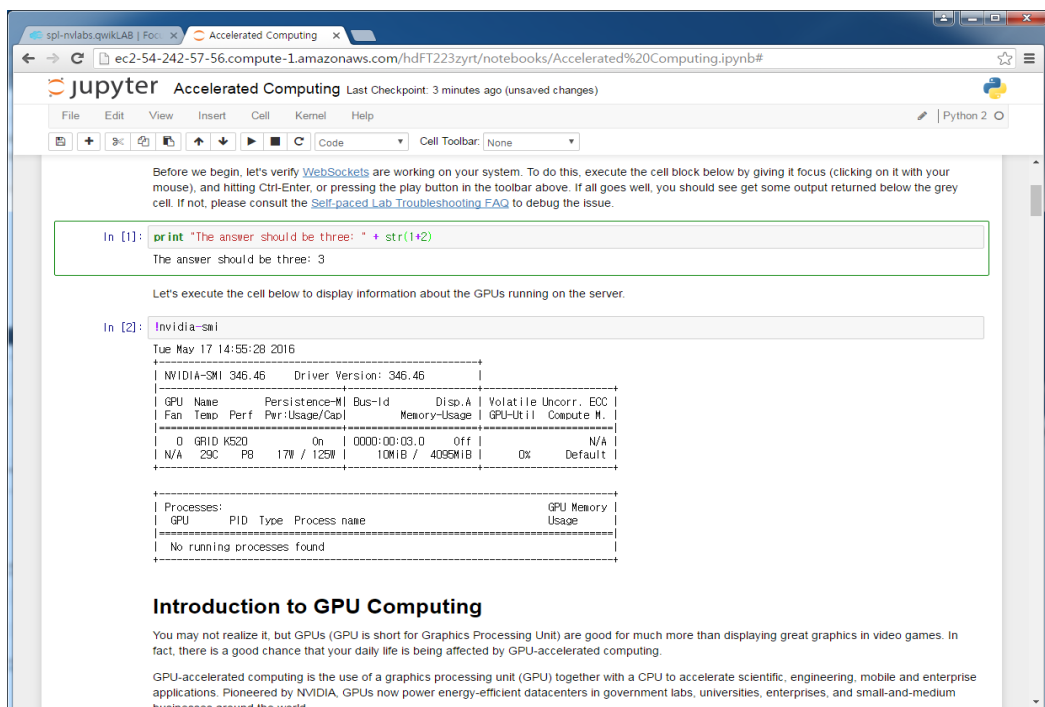 spl-nvlabs.qwikLAB | Foc
Accelerated Computing
ec2-54-242-57-56.compute-1.amazonaws.com/hdFT223zyrt/notebooks/Accelerated%20Computing.ipynb#
jupyter Accelerated Computing Last Checkpoint: 3 minutes ago (unsaved changes)
File Edit View Insert Cell Kernel Help Python 2
Code Cell Toolbar: None
Before we begin, let's verify WebSockets are working on your system. To do this, execute the cell block below by giving it focus (clicking on it with your
mouse), and hitting Ctrl-Enter, or pressing the play button in the toolbar above. If all goes well, you should see get some output returned below the grey
cell. If not, please consult the Self-paced Lab Troubleshooting FAQ to debug the issue.
In [1]: print "The answer should be three: " + str(1+2)
The answer should be three: 3
Let's execute the cell below to display information about the GPUs running on the server.
In [2]: !nvidia-smi
Tue May 17 14:55:28 2016
+------------------------------------------------------+
| NVIDIA-SMI 346.46     Driver Version: 346.46         |
|-------------------------------+----------------------+----------------------+
| GPU  Name        Persistence-M| Bus-Id        Disp.A | Volatile Uncorr. ECC |
| Fan  Temp  Perf  Pwr:Usage/Cap|         Memory-Usage | GPU-Util  Compute M. |
|===============================+======================+======================|
|   0  GRID K520           On   | 0000:00:03.0     Off |                  N/A |
| N/A   29C    P8    17W / 125W |     10MiB /  4095MiB |      0%      Default |
+-------------------------------+----------------------+----------------------+
+-----------------------------------------------------------------------------+
| Processes:                                                       GPU Memory |
|  GPU       PID  Type  Process name                               Usage      |
|=============================================================================|
|  No running processes found                                                 |
+-----------------------------------------------------------------------------+
Introduction to GPU Computing
You may not realize it, but GPUs (GPU is short for Graphics Processing Unit) are good for much more than displaying great graphics in video games. In
fact, there is a good chance that your daily life is being affected by GPU-accelerated computing.
GPU-accelerated computing is the use of a graphics processing unit (GPU) together with a CPU to accelerate scientific, engineering, mobile and enterprise
applications. Pioneered by NVIDIA, GPUs now power energy-efficient datacenters in government labs, universities, enterprises, and small-and-medium
businesses around the world